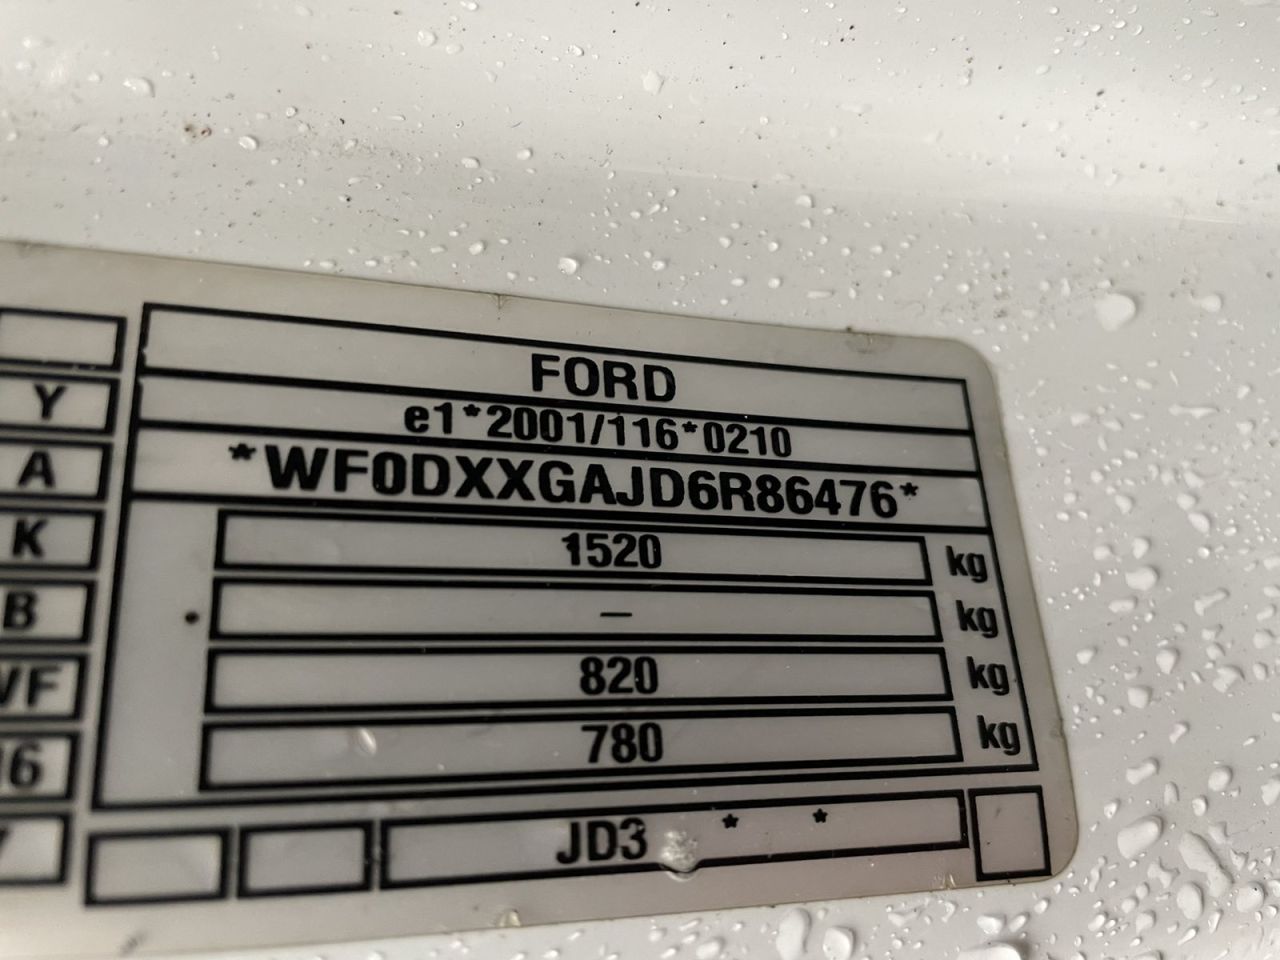 FORD
e1*2001/116*0210
*WF0DXXGAJD6R86476*
Y
A
K
1520 kg
B
– kg
820 kg
780 kg
JD3 * *